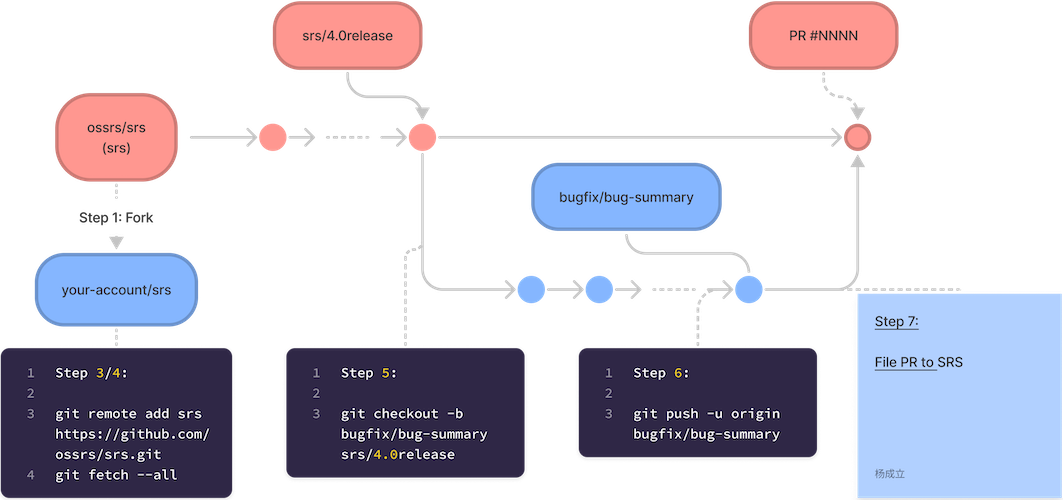 srs/4.0release
PR #NNNN
ossrs/srs
(srs)
Step 1: Fork
bugfix/bug-summary
your-account/srs
1 Step 3/4:
2
3 git remote add srs
https://github.com/
ossrs/srs.git
4 git fetch --all
1 Step 5:
2
3 git checkout -b
bugfix/bug-summary
srs/4.0release
1 Step 6:
2
3 git push -u origin
bugfix/bug-summary
Step 7:
File PR to SRS
杨成立